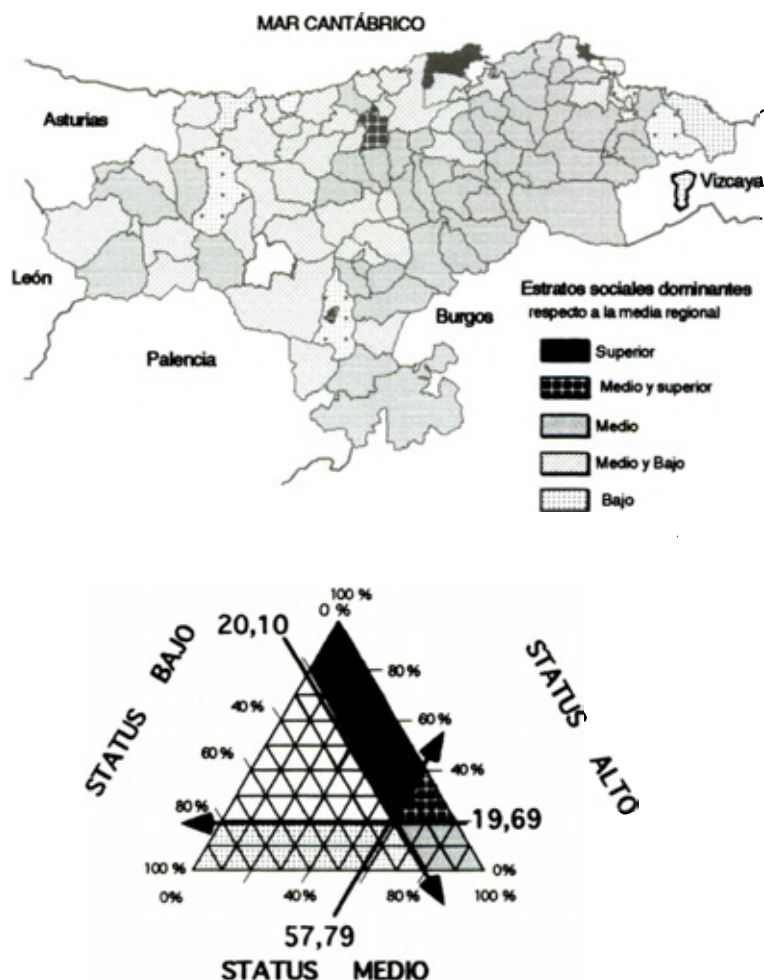 MAR CANTÁBRICO
Asturias
Vizcaya
León
Palencia
Burgos
Estratos sociales dominantes
respecto a la media regional
Superior
Medio y superior
Medio
Medio y Bajo
Bajo
100 %
0 %
20,10
STATUS BAJO
STATUS ALTO
80 %
40 %
60 %
60 %
40 %
80 %
19,69
100 %
0%
0%
40 %
80 %
100 %
57,79
STATUS MEDIO